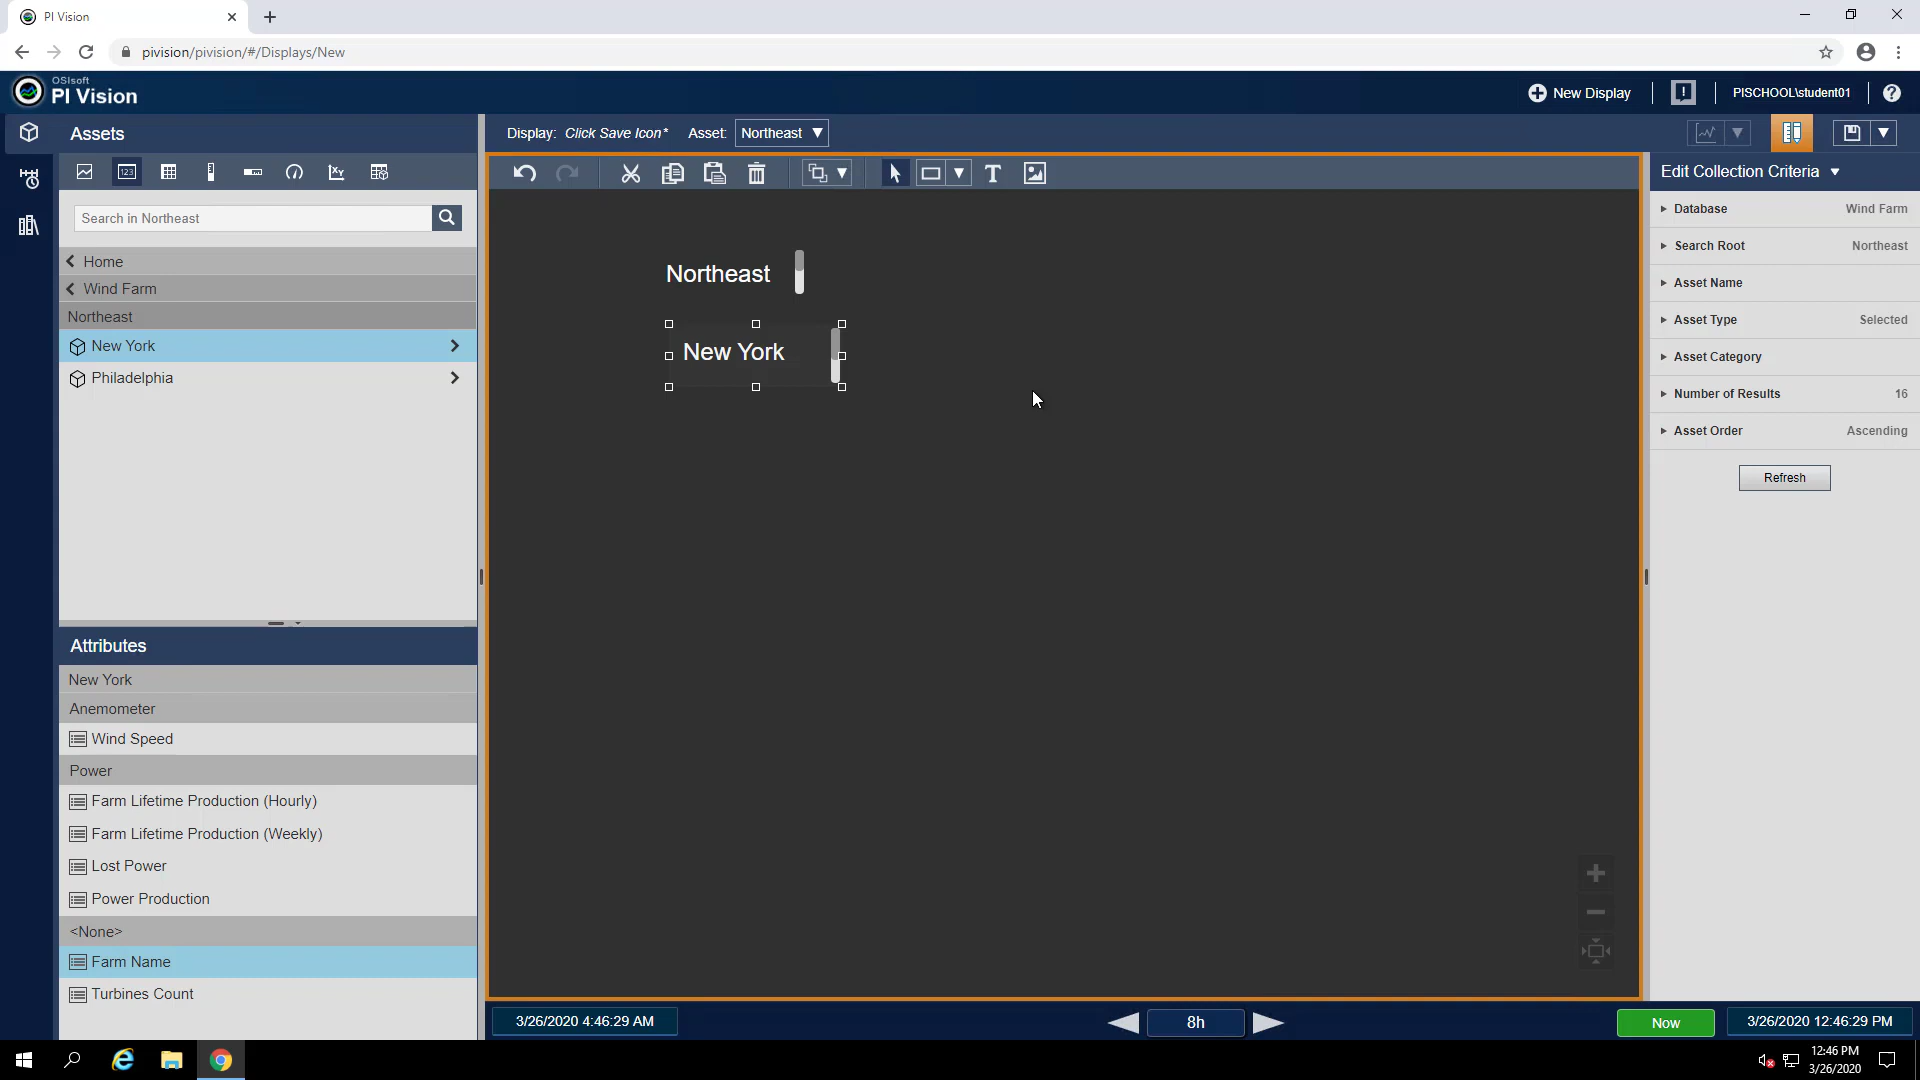 PI Vision
pivision/pivision/#/Displays/New
OSIsoft
PI Vision
New Display
PISCHOOL\student01
Assets
Display: Click Save Icon* Asset: Northeast
Edit Collection Criteria
123
XY
T
Search in Northeast
Home
Wind Farm
Northeast
New York
Philadelphia
Northeast
New York
Database Wind Farm
Search Root Northeast
Asset Name
Asset Type Selected
Asset Category
Number of Results 16
Asset Order Ascending
Refresh
Attributes
New York
Anemometer
Wind Speed
Power
Farm Lifetime Production (Hourly)
Farm Lifetime Production (Weekly)
Lost Power
Power Production
<None>
Farm Name
Turbines Count
3/26/2020 4:46:29 AM
8h
Now
3/26/2020 12:46:29 PM
12:46 PM
3/26/2020